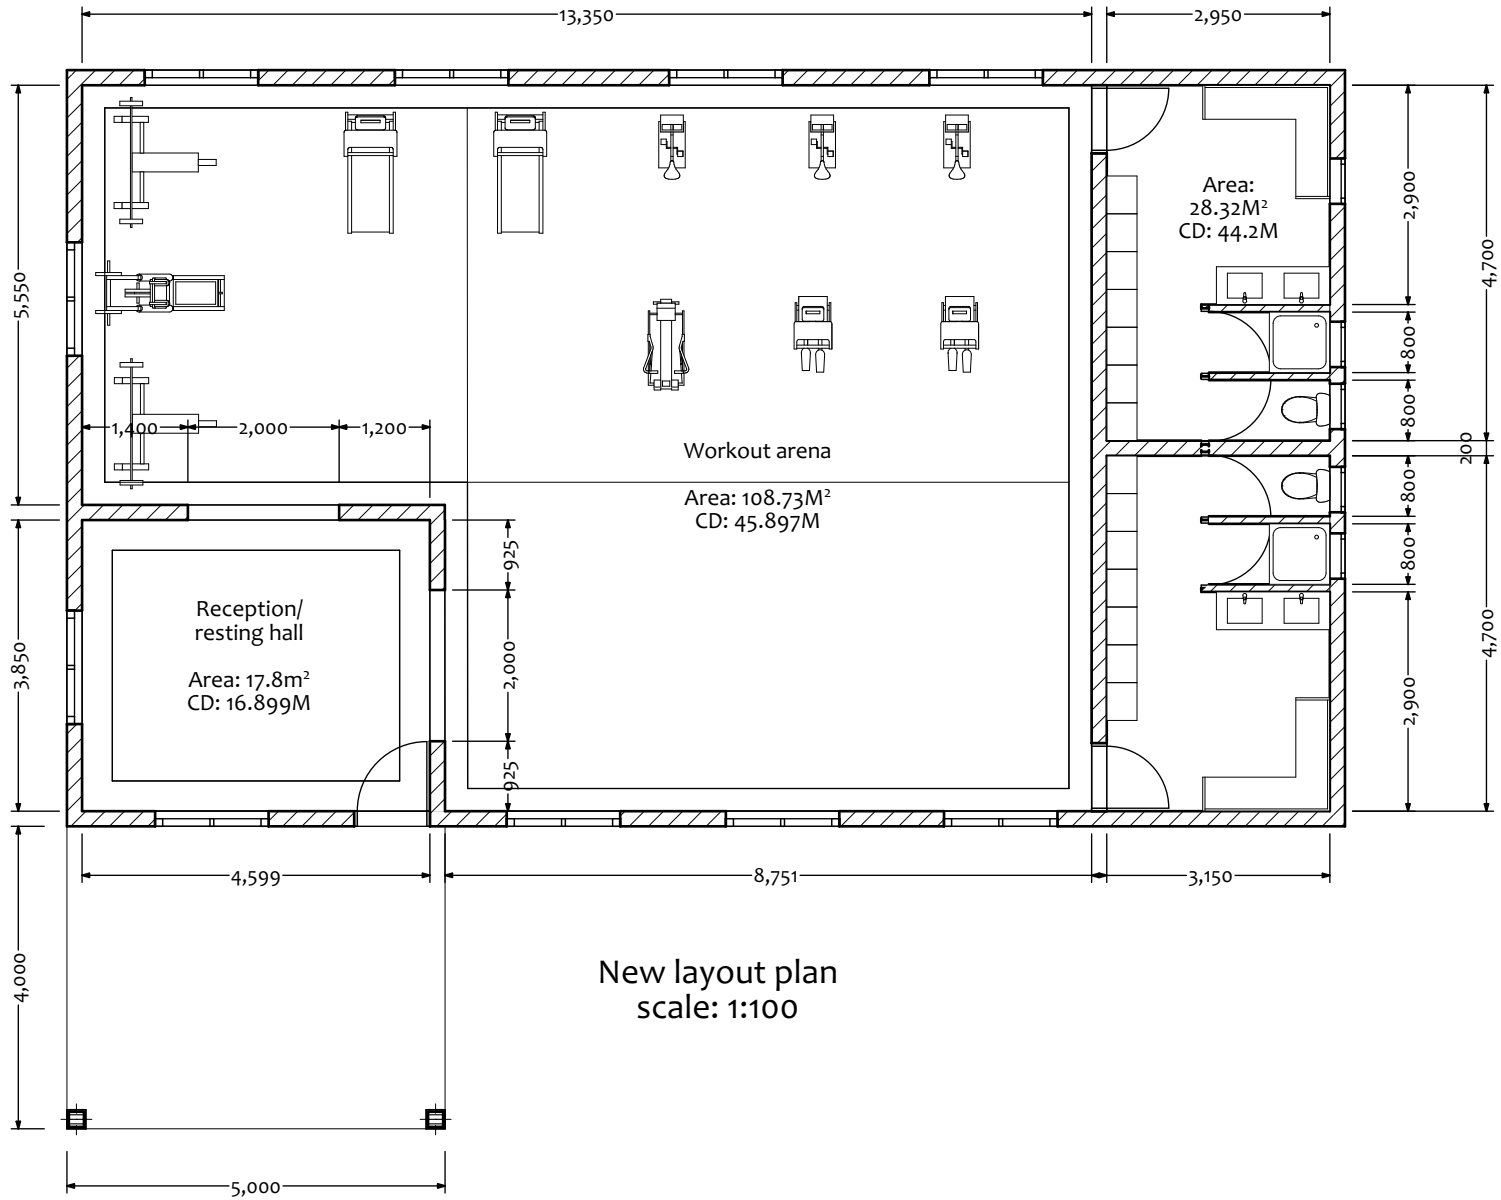 13,350
2,950
5,550
2,900
4,700
Area:
28.32M²
CD: 44.2M
800
800
1,400
2,000
1,200
Workout arena
Area: 108.73M²
CD: 45.897M
200
800
800
925
2,000
925
Reception/
resting hall
Area: 17.8m²
CD: 16.899M
3,850
4,700
2,900
4,599
8,751
3,150
4,000
New layout plan
scale: 1:100
5,000